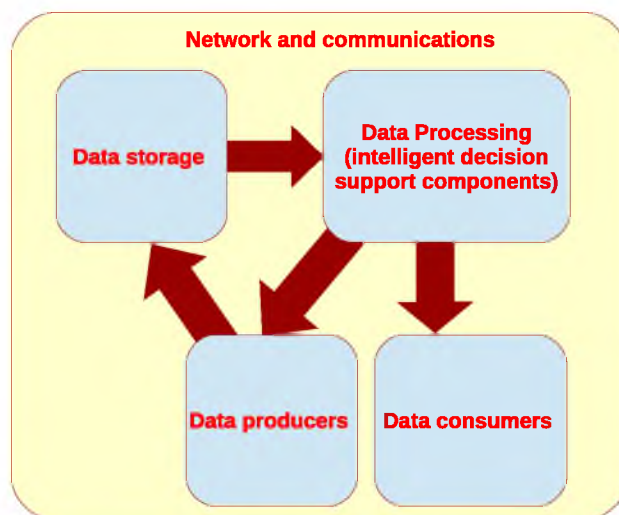 Network and communications
Data storage
Data Processing
(intelligent decision
support components)
Data producers
Data consumers